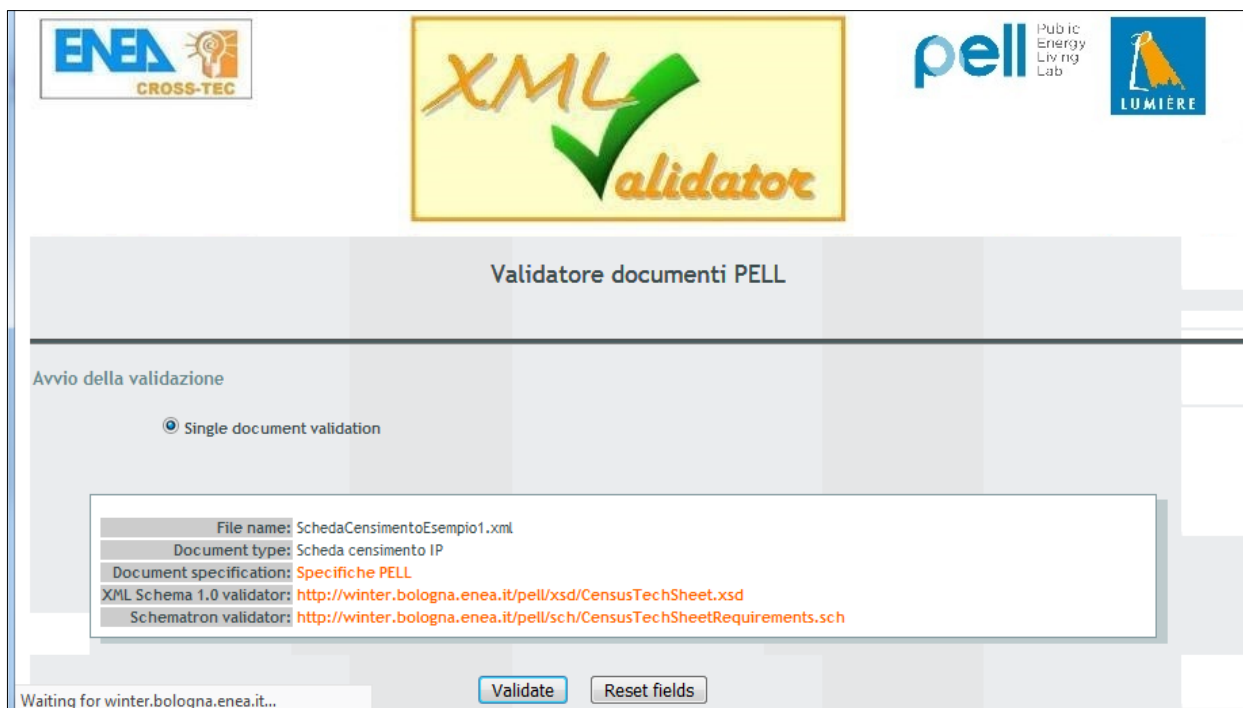 ENEA
CROSS-TEC
XML
Validator
pell
Public
Energy
Living
Lab
LUMIÈRE
Validatore documenti PELL
Avvio della validazione
Single document validation
File name: SchedaCensimentoEsempio1.xml
Document type: Scheda censimento IP
Document specification: Specifiche PELL
XML Schema 1.0 validator: http://winter.bologna.enea.it/pell/xsd/CensusTechSheet.xsd
Schematron validator: http://winter.bologna.enea.it/pell/sch/CensusTechSheetRequirements.sch
Validate Reset fields
Waiting for winter.bologna.enea.it...